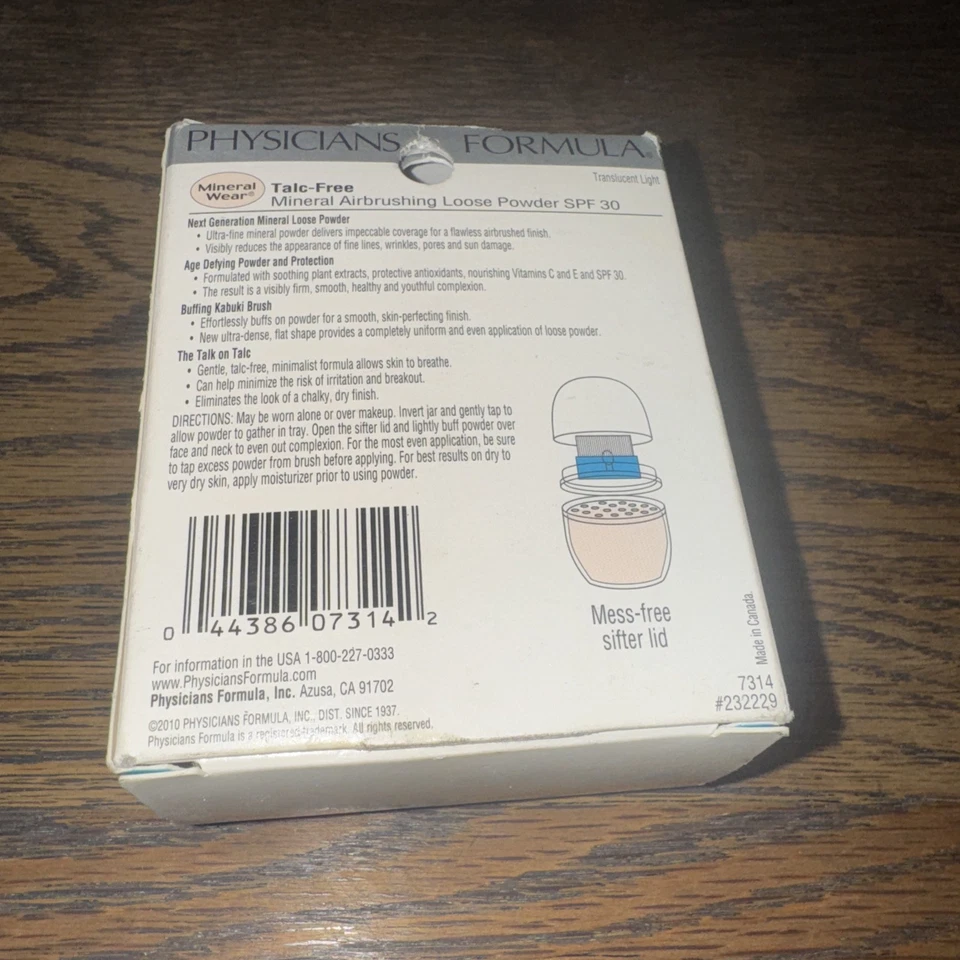 PHYSICIANS FORMULA®
Translucent Light
Mineral
Wear®
Talc-Free
Mineral Airbrushing Loose Powder SPF 30
Next Generation Mineral Loose Powder
• Ultra-fine mineral powder delivers impeccable coverage for a flawless airbrushed finish.
• Visibly reduces the appearance of fine lines, wrinkles, pores and sun damage.
Age Defying Powder and Protection
• Formulated with soothing plant extracts, protective antioxidants, nourishing Vitamins C and E and SPF 30.
• The result is a visibly firm, smooth, healthy and youthful complexion.
Buffing Kabuki Brush
• Effortlessly buffs on powder for a smooth, skin-perfecting finish.
• New ultra-dense, flat shape provides a completely uniform and even application of loose powder.
The Talk on Talc
• Gentle, talc-free, minimalist formula allows skin to breathe.
• Can help minimize the risk of irritation and breakout.
• Eliminates the look of a chalky, dry finish.
DIRECTIONS: May be worn alone or over makeup. Invert jar and gently tap to
allow powder to gather in tray. Open the sifter lid and lightly buff powder over
face and neck to even out complexion. For the most even application, be sure
to tap excess powder from brush before applying. For best results on dry to
very dry skin, apply moisturizer prior to using powder.
0 44386 07314 2
Mess-free
sifter lid
Made in Canada.
For information in the USA 1-800-227-0333
www.PhysiciansFormula.com
Physicians Formula, Inc. Azusa, CA 91702
7314
#232229
©2010 PHYSICIANS FORMULA, INC., DIST. SINCE 1937.
Physicians Formula is a registered trademark. All rights reserved.